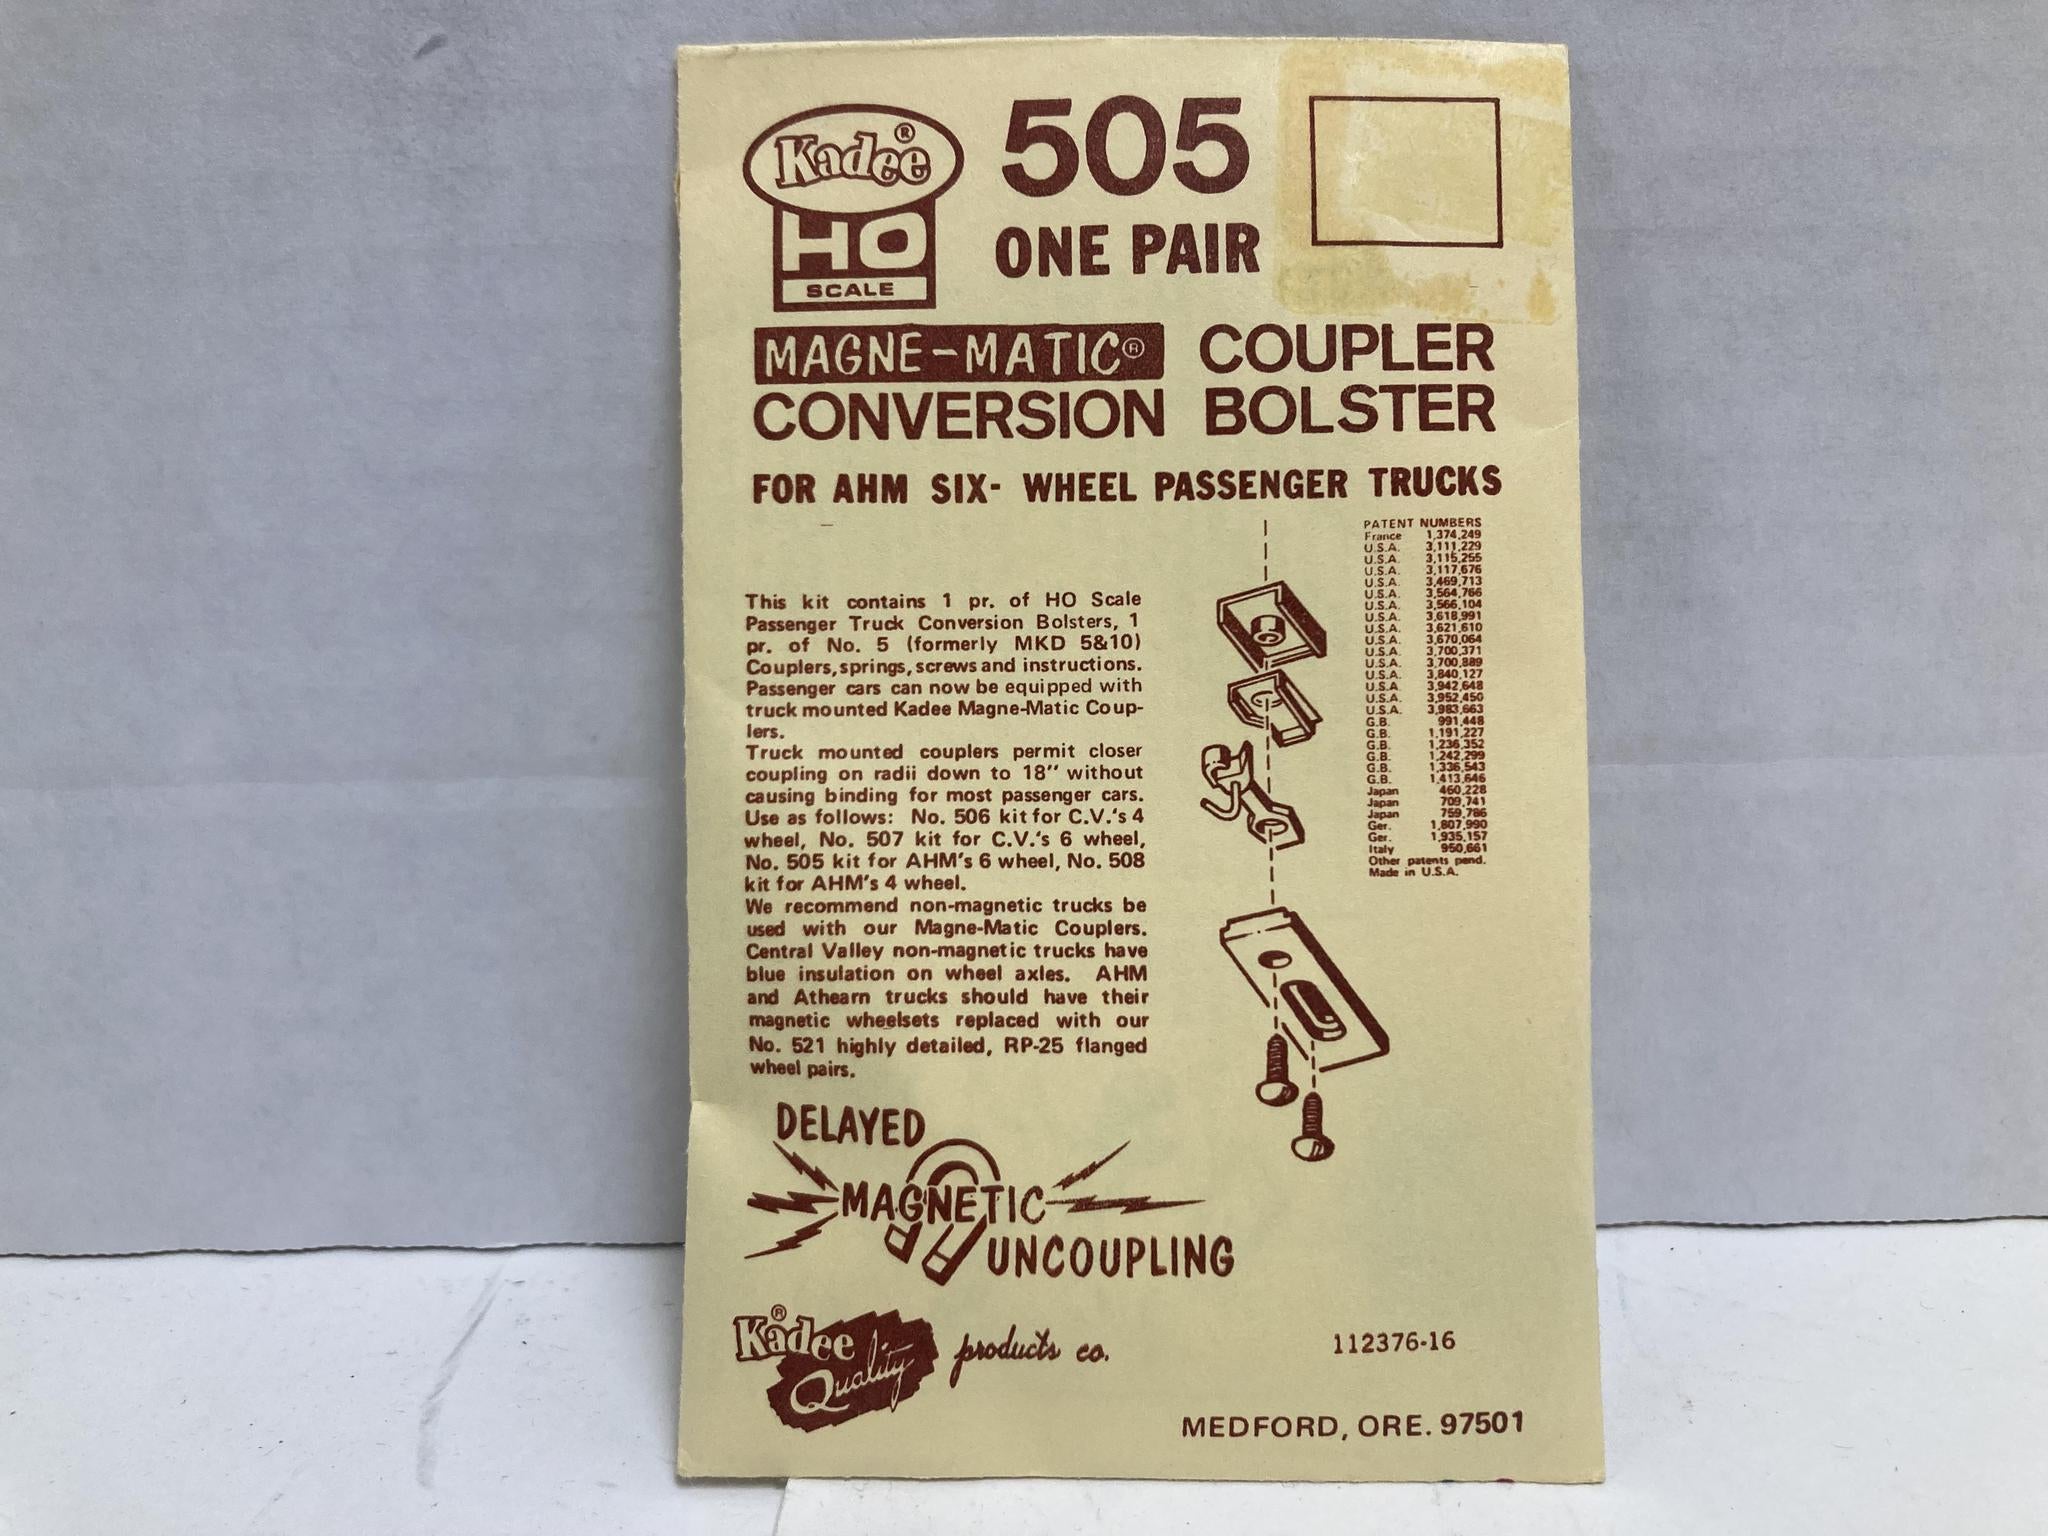 Kadee®
HO
SCALE
505
ONE PAIR
MAGNE-MATIC® COUPLER
CONVERSION BOLSTER
FOR AHM SIX- WHEEL PASSENGER TRUCKS
This kit contains 1 pr. of HO Scale
Passenger Truck Conversion Bolsters, 1
pr. of No. 5 (formerly MKD 5&10)
Couplers, springs, screws and instructions.
Passenger cars can now be equipped with
truck mounted Kadee Magne-Matic Coup-
lers.
Truck mounted couplers permit closer
coupling on radii down to 18" without
causing binding for most passenger cars.
Use as follows: No. 506 kit for C.V.'s 4
wheel, No. 507 kit for C.V.'s 6 wheel,
No. 505 kit for AHM's 6 wheel, No. 508
kit for AHM's 4 wheel.
We recommend non-magnetic trucks be
used with our Magne-Matic Couplers.
Central Valley non-magnetic trucks have
blue insulation on wheel axles. AHM
and Athearn trucks should have their
magnetic wheelsets replaced with our
No. 521 highly detailed, RP-25 flanged
wheel pairs.
PATENT NUMBERS
France 1,374,249
U.S.A. 3,111,229
U.S.A. 3,115,255
U.S.A. 3,117,676
U.S.A. 3,469,713
U.S.A. 3,564,766
U.S.A. 3,566,104
U.S.A. 3,618,991
U.S.A. 3,621,610
U.S.A. 3,670,064
U.S.A. 3,700,371
U.S.A. 3,700,889
U.S.A. 3,840,127
U.S.A. 3,942,648
U.S.A. 3,952,450
U.S.A. 3,983,663
G.B. 991,448
G.B. 1,191,227
G.B. 1,236,352
G.B. 1,242,299
G.B. 1,336,543
G.B. 1,413,646
Japan 460,228
Japan 709,741
Japan 759,786
Ger. 1,807,990
Ger. 1,935,157
Italy 950,661
Other patents pend.
Made in U.S.A.
DELAYED
MAGNETIC
UNCOUPLING
Kadee®
Quality products co.
112376-16
MEDFORD, ORE. 97501